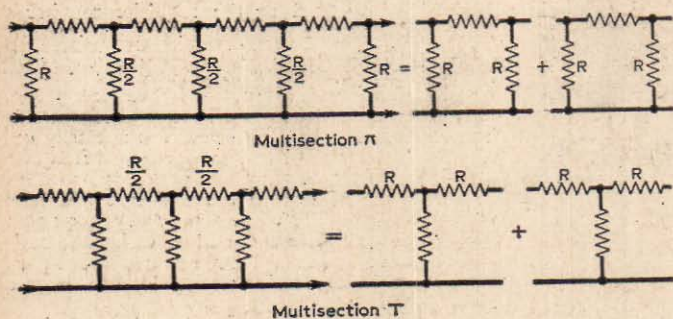 R R/2 R/2 R/2 R = R R + R R
Multisection π
R/2 R/2 = R R + R R
Multisection T